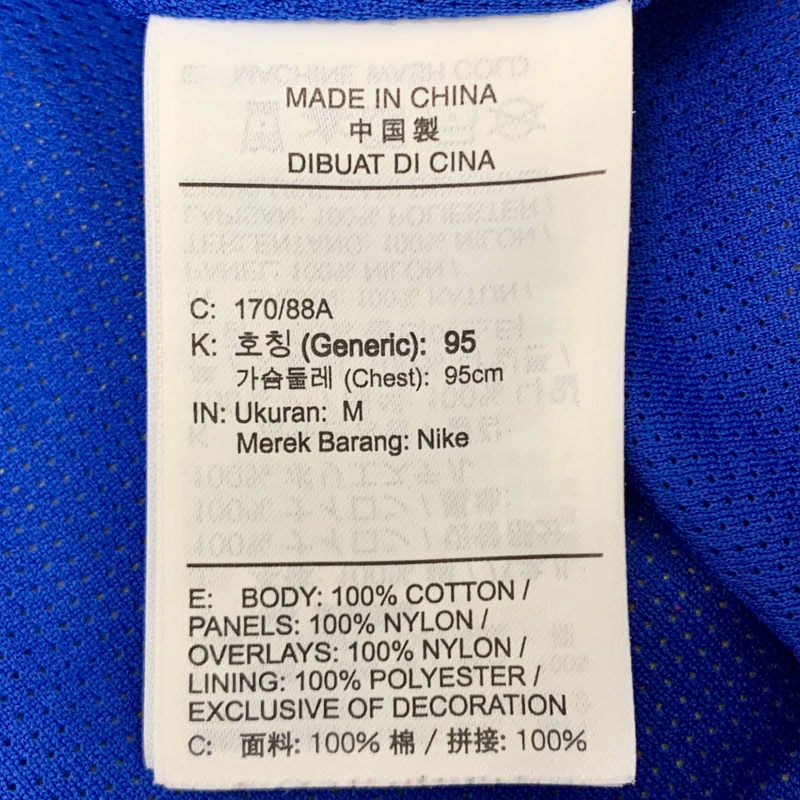 MADE IN CHINA
中国製
DIBUAT DI CINA
C: 170/88A
K: 호칭 (Generic): 95
가슴둘레 (Chest): 95cm
IN: Ukuran: M
Merek Barang: Nike
E: BODY: 100% COTTON /
PANELS: 100% NYLON /
OVERLAYS: 100% NYLON /
LINING: 100% POLYESTER /
EXCLUSIVE OF DECORATION
C: 面料: 100% 棉 / 拼接: 100%